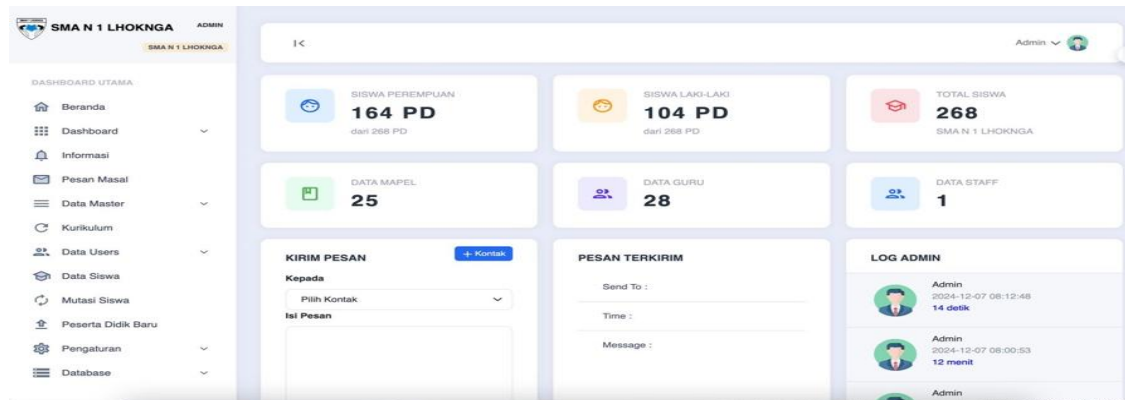 SMA N 1 LHOKNGA
ADMIN
SMA N 1 LHOKNGA
DASHBOARD UTAMA
Beranda
Dashboard
Informasi
Pesan Masal
Data Master
Kurikulum
Data Users
Data Siswa
Mutasi Siswa
Peserta Didik Baru
Pengaturan
Database
Admin
SISWA PEREMPUAN
164 PD
dari 268 PD
SISWA LAKI-LAKI
104 PD
dari 268 PD
TOTAL SISWA
268
SMA N 1 LHOKNGA
DATA MAPEL
25
DATA GURU
28
DATA STAFF
1
KIRIM PESAN
+ Kontak
Kepada
Pilih Kontak
Isi Pesan
PESAN TERKIRIM
Send To :
Time :
Message :
LOG ADMIN
Admin
2024-12-07 08:12:48
14 detik
Admin
2024-12-07 08:00:53
12 menit
Admin